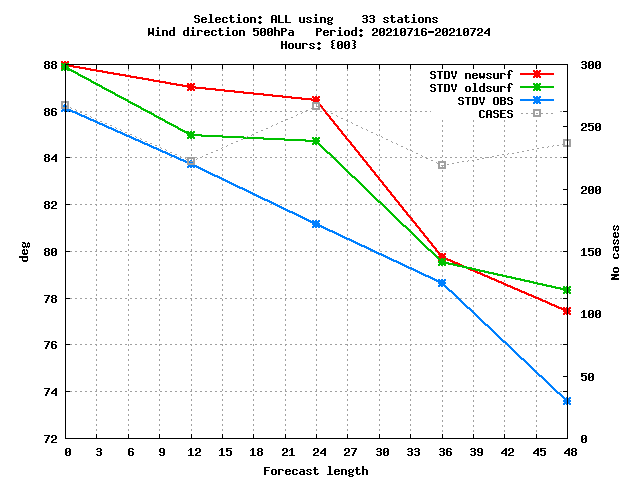 Selection: ALL using    33 stations
Wind direction 500hPa   Period: 20210716-20210724
Hours: {00}
STDV newsurf
STDV oldsurf
STDV OBS
CASES
88
86
84
82
80
78
76
74
72
deg
300
250
200
150
100
50
0
No cases
0 3 6 9 12 15 18 21 24 27 30 33 36 39 42 45 48
Forecast length